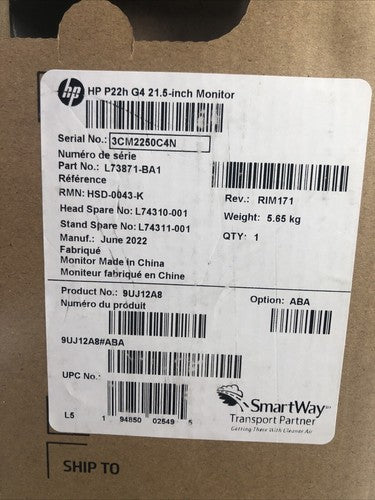 hp HP P22h G4 21.5-inch Monitor
Serial No.: 3CM2250C4N
Numéro de série
Part No.: L73871-BA1
Référence
RMN: HSD-0043-K
Rev.: RIM171
Head Spare No: L74310-001
Weight: 5.65 kg
Stand Spare No: L74311-001
QTY: 1
Manuf.: June 2022
Fabriqué
Monitor Made in China
Moniteur fabriqué en Chine
Product No.: 9UJ12A8
Option: ABA
Numéro du produit
9UJ12A8#ABA
UPC No.:
SmartWay
Transport Partner
Getting There With Cleaner Air
L5 1 94850 02549 5
SHIP TO